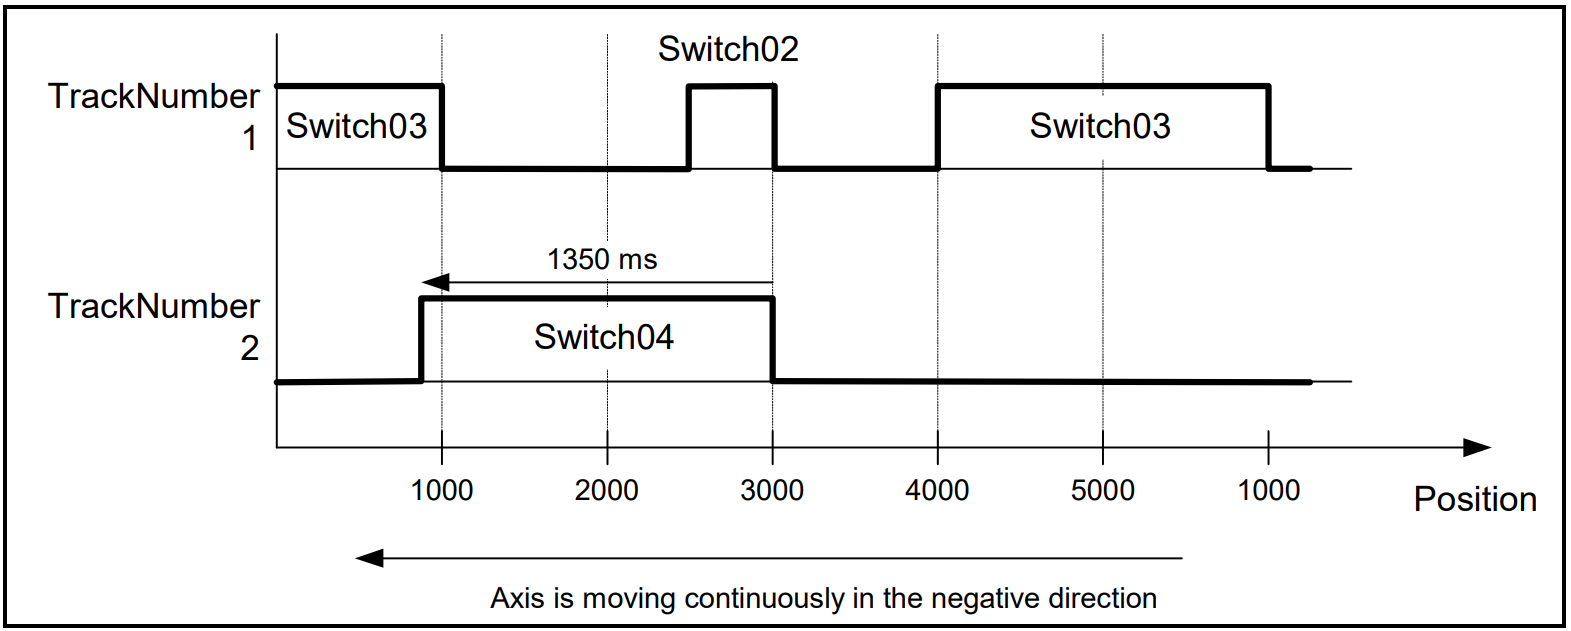 Switch02
TrackNumber
1
Switch03
Switch03
1350 ms
TrackNumber
2
Switch04
1000 2000 3000 4000 5000 1000
Position
Axis is moving continuously in the negative direction